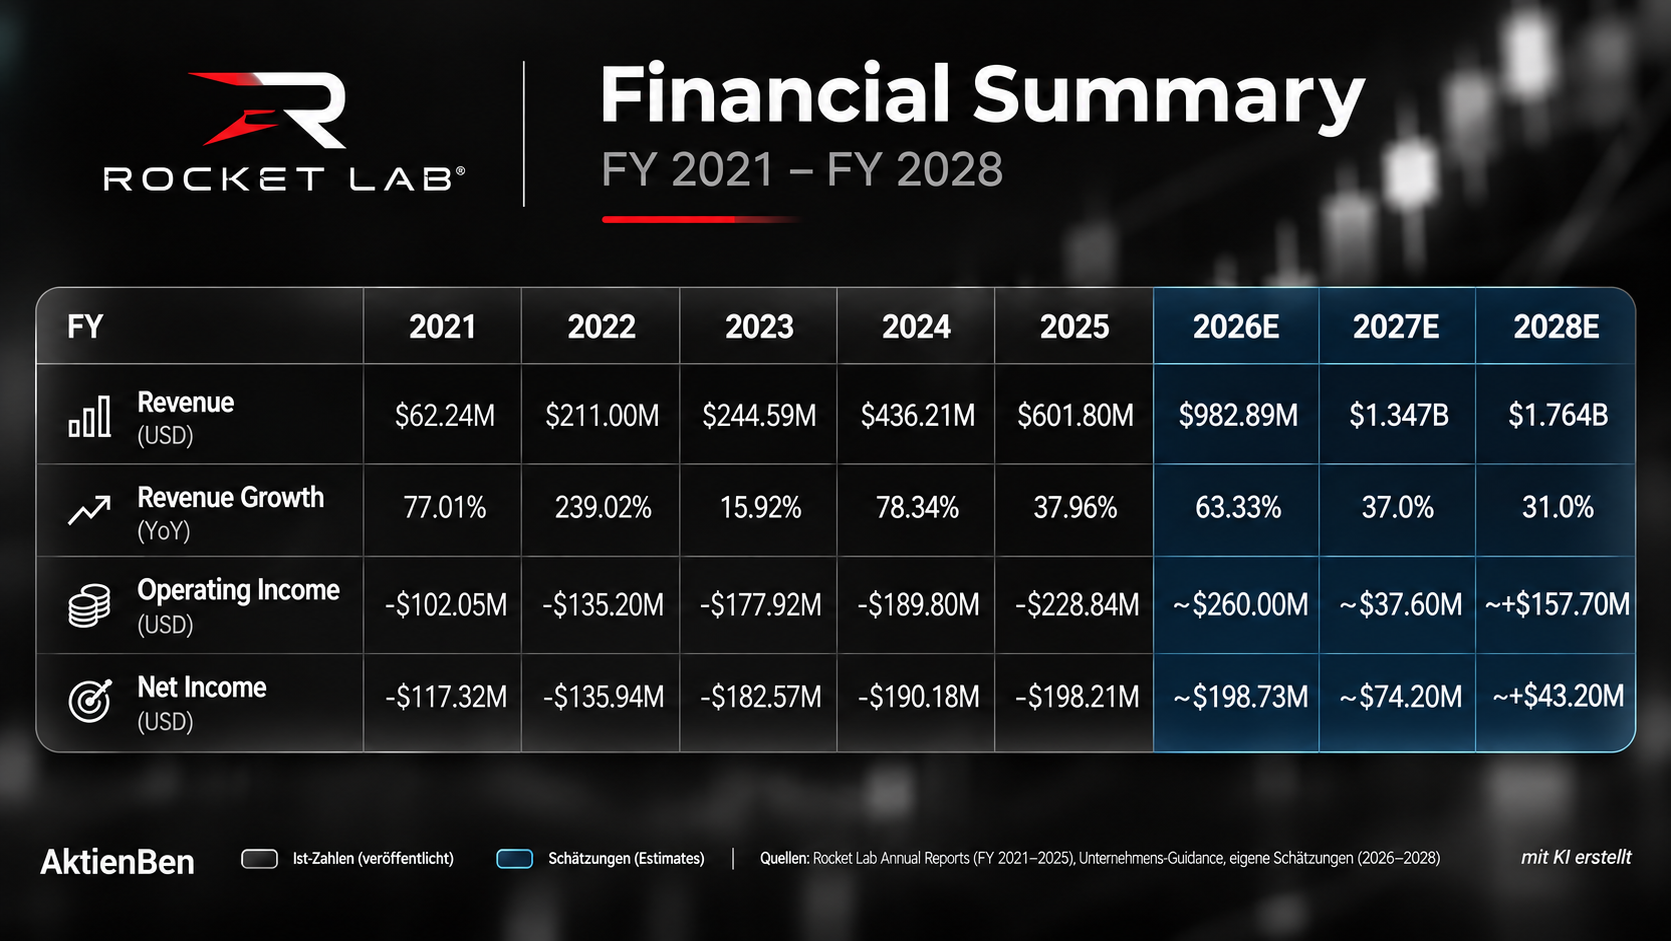 ROCKET LAB®
Financial Summary
FY 2021 – FY 2028
FY 2021 2022 2023 2024 2025 2026E 2027E 2028E
Revenue
(USD)
$62.24M $211.00M $244.59M $436.21M $601.80M $982.89M $1.347B $1.764B
Revenue Growth
(YoY)
77.01% 239.02% 15.92% 78.34% 37.96% 63.33% 37.0% 31.0%
Operating Income
(USD)
-$102.05M -$135.20M -$177.92M -$189.80M -$228.84M ~$260.00M ~$37.60M ~+$157.70M
Net Income
(USD)
-$117.32M -$135.94M -$182.57M -$190.18M -$198.21M ~$198.73M ~$74.20M ~+$43.20M
AktienBen
Ist-Zahlen (veröffentlicht)
Schätzungen (Estimates)
Quellen: Rocket Lab Annual Reports (FY 2021–2025), Unternehmens-Guidance, eigene Schätzungen (2026–2028)
mit KI erstellt